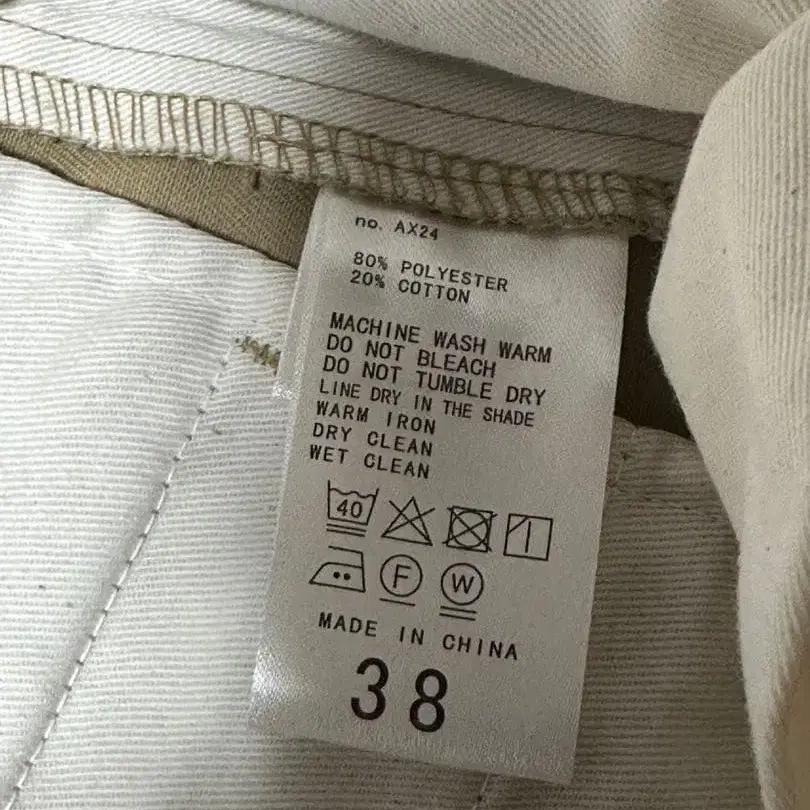 no. AX24
80% POLYESTER
20% COTTON
MACHINE WASH WARM
DO NOT BLEACH
DO NOT TUMBLE DRY
LINE DRY IN THE SHADE
WARM IRON
DRY CLEAN
WET CLEAN
40
F W
MADE IN CHINA
38